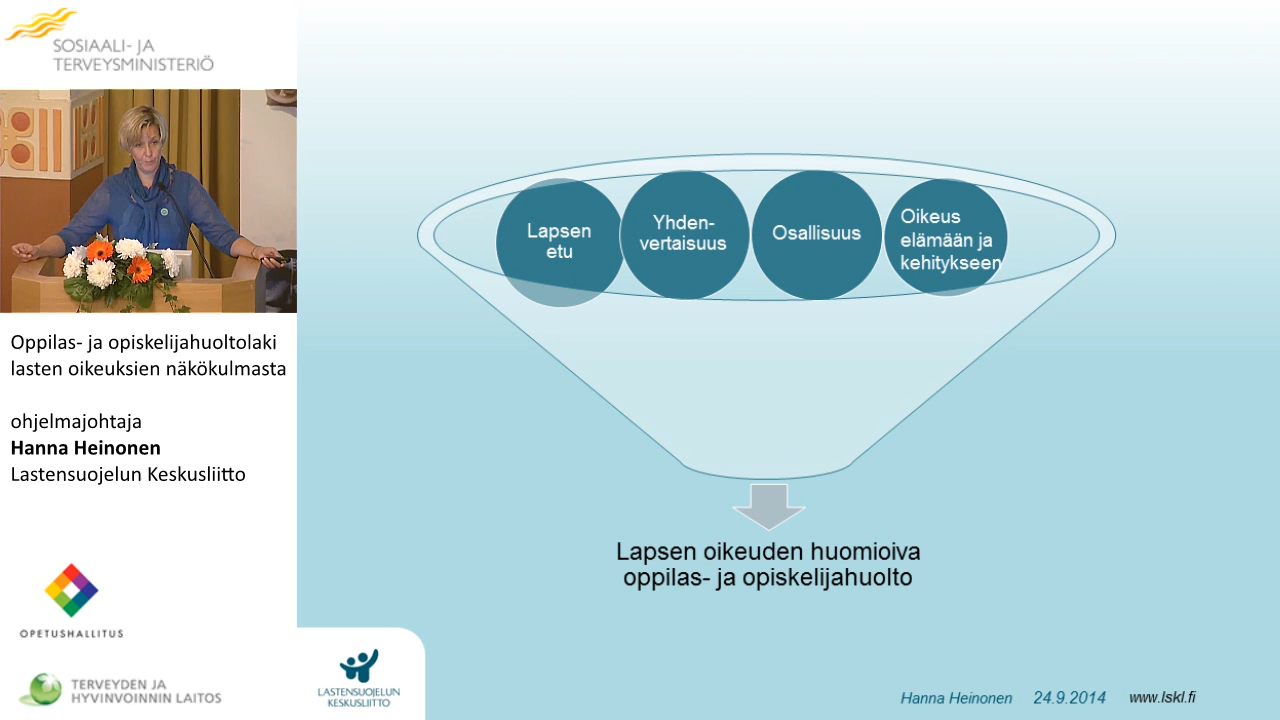 SOSIAALI- JA
TERVEYSMINISTERIÖ
Oppilas- ja opiskelijahuoltolaki
lasten oikeuksien näkökulmasta
ohjelmajohtaja
Hanna Heinonen
Lastensuojelun Keskusliitto
OPETUSHALLITUS
TERVEYDEN JA
HYVINVOINNIN LAITOS
Lapsen
etu
Yhden-
vertaisuus
Osallisuus
Oikeus
elämään ja
kehitykseen
Lapsen oikeuden huomioiva
oppilas- ja opiskelijahuolto
LASTENSUOJELUN
KESKUSLIITTO
Hanna Heinonen 24.9.2014 www.lskl.fi